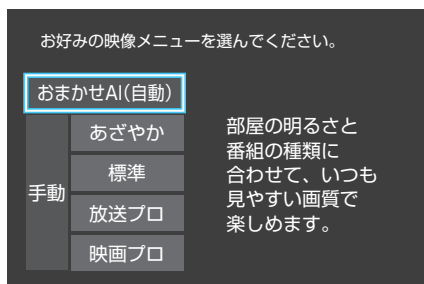 お好みの映像メニューを選んでください。
おまかせAI(自動)
手動
あざやか
標準
放送プロ
映画プロ
部屋の明るさと
番組の種類に
合わせて、いつも
見やすい画質で
楽しめます。